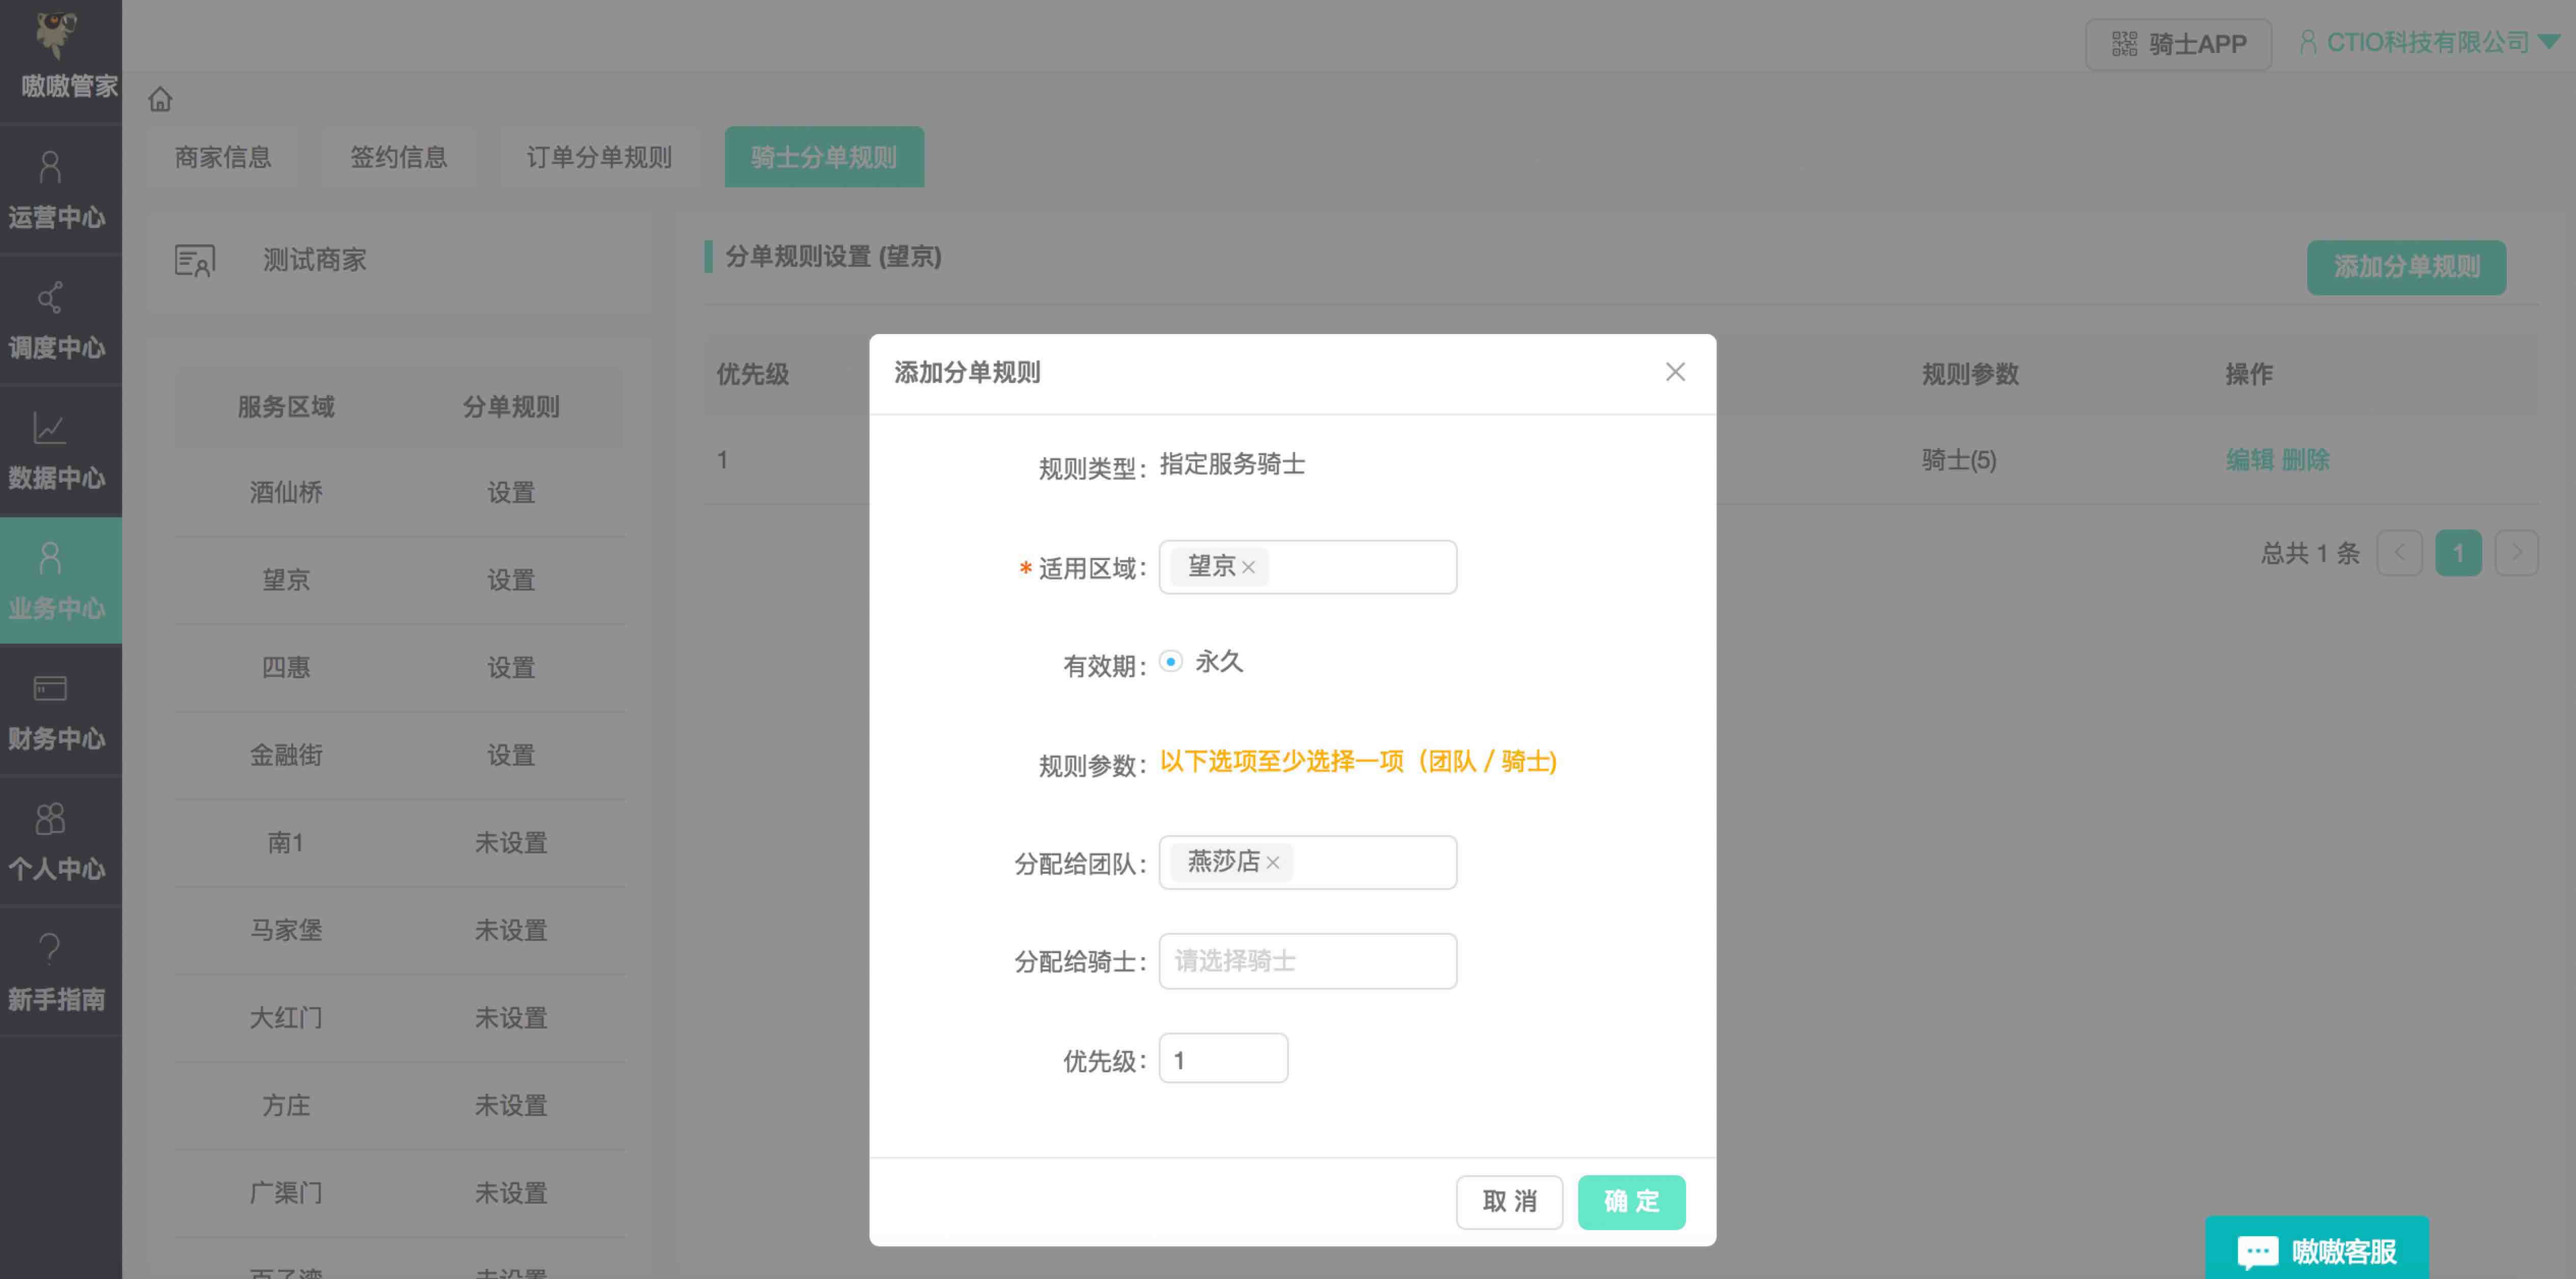 嗷嗷管家
骑士APP
CTIO科技有限公司
商家信息
签约信息
订单分单规则
骑士分单规则
运营中心
调度中心
数据中心
业务中心
财务中心
个人中心
新手指南
测试商家
服务区域 分单规则
酒仙桥 设置
望京 设置
四惠 设置
金融街 设置
南1 未设置
马家堡 未设置
大红门 未设置
方庄 未设置
广渠门 未设置
未设置
分单规则设置 (望京)
添加分单规则
优先级 规则参数 操作
1 骑士(5) 编辑 删除
总共 1 条
1
添加分单规则
规则类型: 指定服务骑士
* 适用区域: 望京
有效期: 永久
规则参数: 以下选项至少选择一项 (团队 / 骑士)
分配给团队: 燕莎店
分配给骑士: 请选择骑士
优先级: 1
取 消
确 定
嗷嗷客服